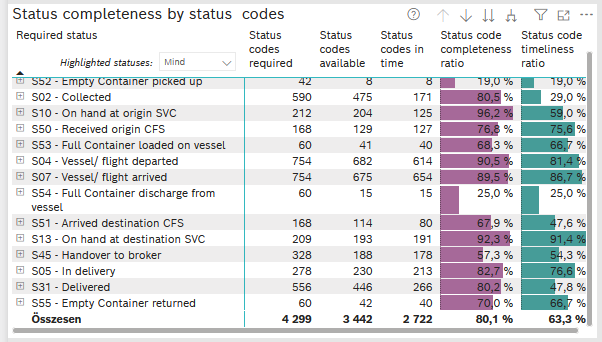 Status completeness by status codes
Required status Status codes required Status codes available Status codes in time Status code completeness ratio Status code timeliness ratio
Highlighted statuses: Mind
S52 - Empty Container picked up 42 8 8 19,0 % 19,0 %
S02 - Collected 590 475 171 80,5 % 29,0 %
S10 - On hand at origin SVC 212 204 125 96,2 % 59,0 %
S50 - Received origin CFS 168 129 127 76,8 % 75,6 %
S53 - Full Container loaded on vessel 60 41 40 68,3 % 66,7 %
S04 - Vessel/ flight departed 754 682 614 90,5 % 81,4 %
S07 - Vessel/ flight arrived 754 675 654 89,5 % 86,7 %
S54 - Full Container discharge from vessel 60 15 15 25,0 % 25,0 %
S51 - Arrived destination CFS 168 114 80 67,9 % 47,6 %
S13 - On hand at destination SVC 209 193 191 92,3 % 91,4 %
S45 - Handover to broker 328 188 178 57,3 % 54,3 %
S05 - In delivery 278 230 213 82,7 % 76,6 %
S31 - Delivered 556 446 266 80,2 % 47,8 %
S55 - Empty Container returned 60 42 40 70,0 % 66,7 %
Összesen 4 299 3 442 2 722 80,1 % 63,3 %